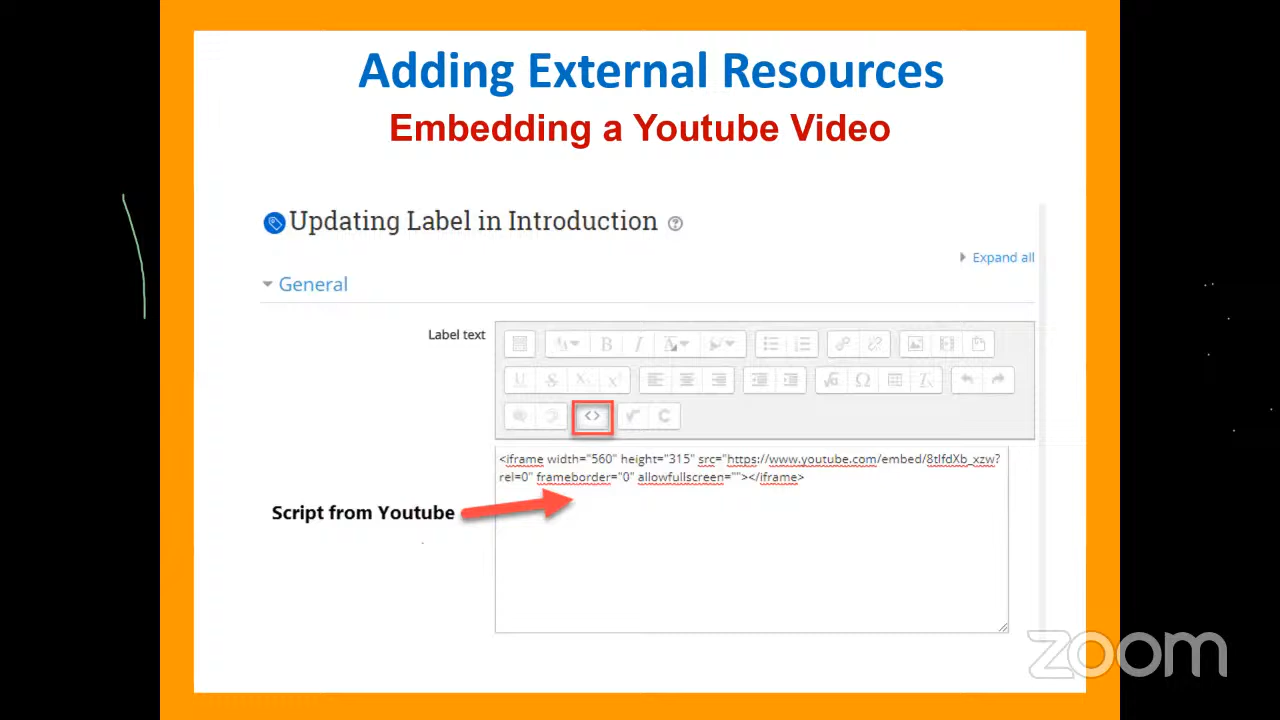 Adding External Resources
Embedding a Youtube Video
Updating Label in Introduction
Expand all
General
Label text
<iframe width="560" height="315" src="https://www.youtube.com/embed/8tIfdXb_xzw?
rel=0" frameborder="0" allowfullscreen=""></iframe>
Script from Youtube
zoom